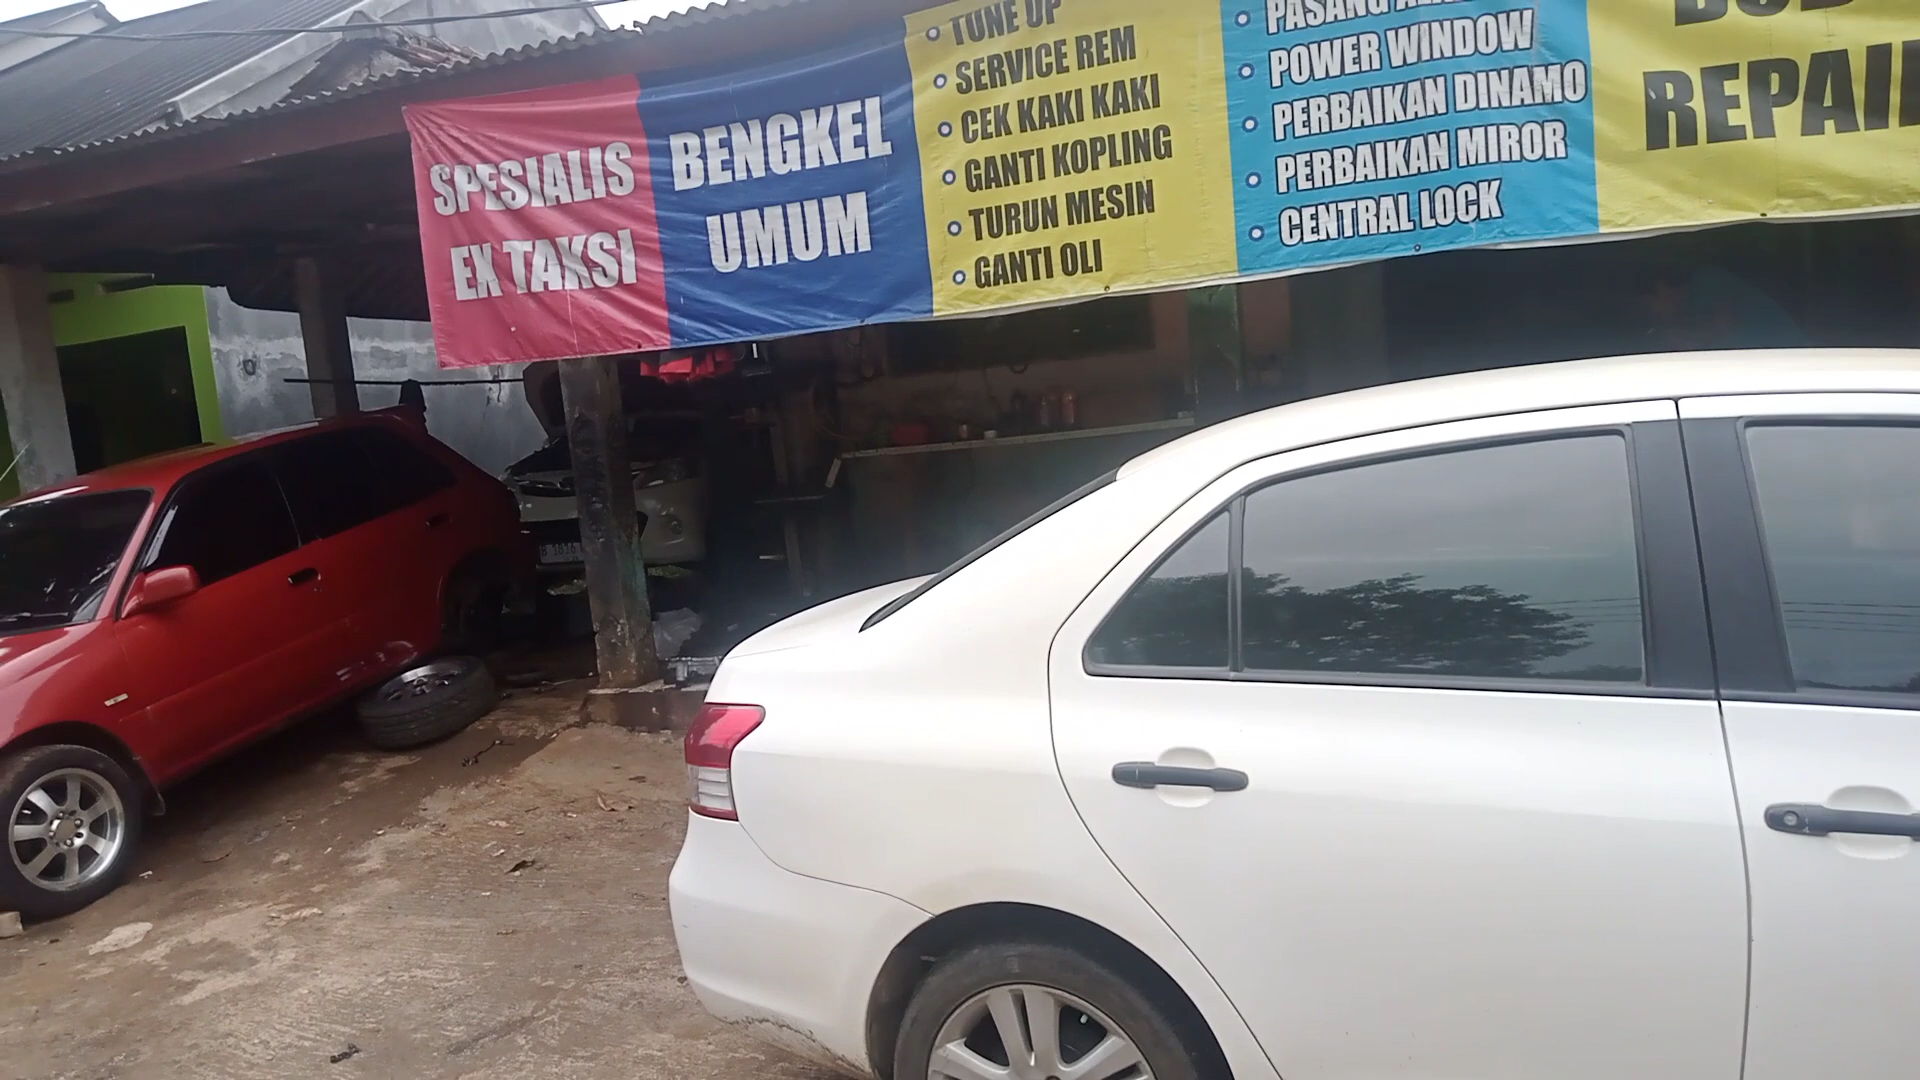 SPESIALIS
EX TAKSI
BENGKEL
UMUM
TUNE UP
SERVICE REM
CEK KAKI KAKI
GANTI KOPLING
TURUN MESIN
GANTI OLI
PASANG
POWER WINDOW
PERBAIKAN DINAMO
PERBAIKAN MIROR
CENTRAL LOCK
REPAI